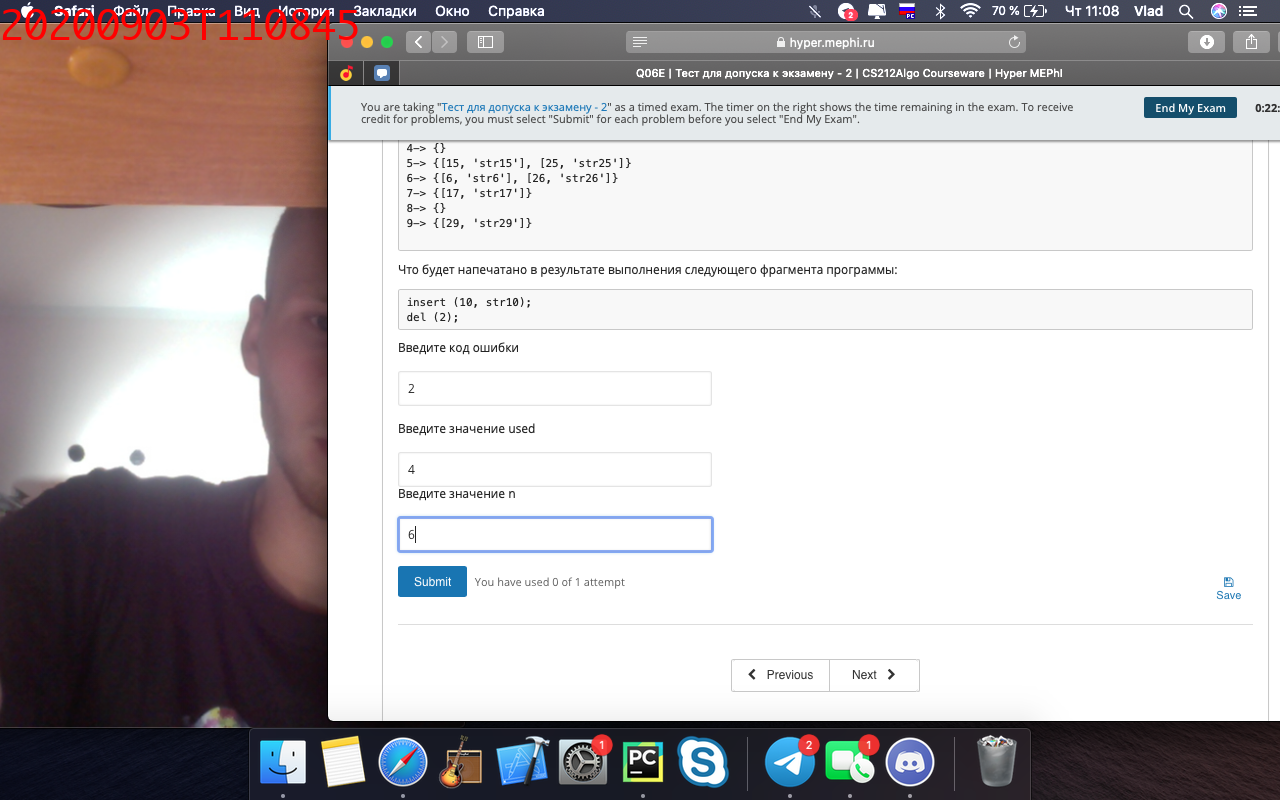 Safari Файл Правка Вид История Закладки Окно Справка 2 РС 70 % Чт 11:08 Vlad
20200903T110845
hyper.mephi.ru
Q06E | Тест для допуска к экзамену - 2 | CS212Algo Courseware | Hyper MEPhI
You are taking "Тест для допуска к экзамену - 2" as a timed exam. The timer on the right shows the time remaining in the exam. To receive
credit for problems, you must select "Submit" for each problem before you select "End My Exam".
End My Exam 0:22:
4-> {}
5-> {[15, 'str15'], [25, 'str25']}
6-> {[6, 'str6'], [26, 'str26']}
7-> {[17, 'str17']}
8-> {}
9-> {[29, 'str29']}
Что будет напечатано в результате выполнения следующего фрагмента программы:
insert (10, str10);
del (2);
Введите код ошибки
2
Введите значение used
4
Введите значение n
6
Submit You have used 0 of 1 attempt
Save
Previous Next
1 PC S 2 1